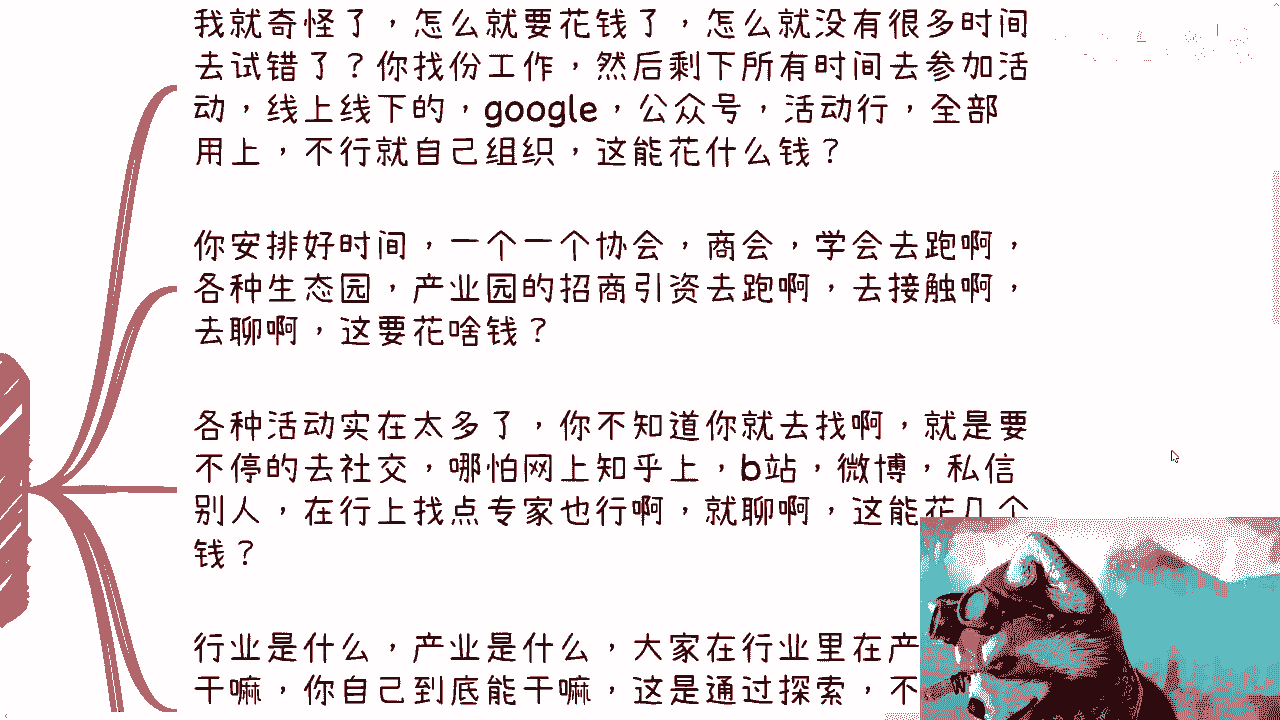 我就奇怪了，怎么就要花钱了，怎么就没有很多时间
去试错了？你找份工作，然后剩下所有时间去参加活
动，线上线下的，google，公众号，活动行，全部
用上，不行就自己组织，这能花什么钱？
你安排好时间，一个一个协会，商会，学会去跑啊，
各种生态园，产业园的招商引资去跑啊，去接触啊，
去聊啊，这要花啥钱？
各种活动实在太多了，你不知道你就去找啊，就是要
不停的去社交，哪怕网上知乎上，b站，微博，私信
别人，在行上找点专家也行啊，就聊啊，这能花几个
钱？
行业是什么，产业是什么，大家在行业里在产
干嘛，你自己到底能干嘛，这是通过探索，不